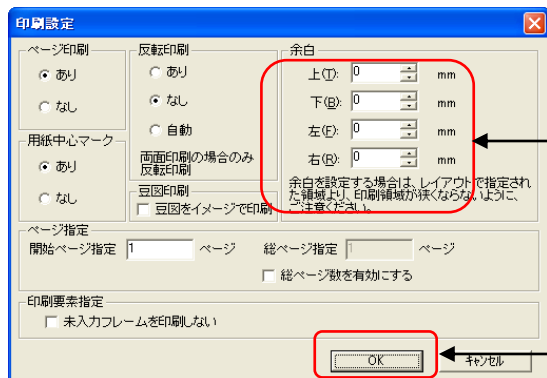 印刷設定
ページ印刷
あり
なし
用紙中心マーク
あり
なし
反転印刷
あり
なし
自動
両面印刷の場合のみ
反転印刷
豆図印刷
豆図をイメージで印刷
余白
上(T): 0 mm
下(B): 0 mm
左(F): 0 mm
右(R): 0 mm
余白を設定する場合は、レイアウトで指定され
た領域より、印刷領域が狭くならないように、
ご注意ください。
ページ指定
開始ページ指定 1 ページ 総ページ指定 1 ページ
総ページ数を有効にする
印刷要素指定
未入力フレームを印刷しない
OK キャンセル